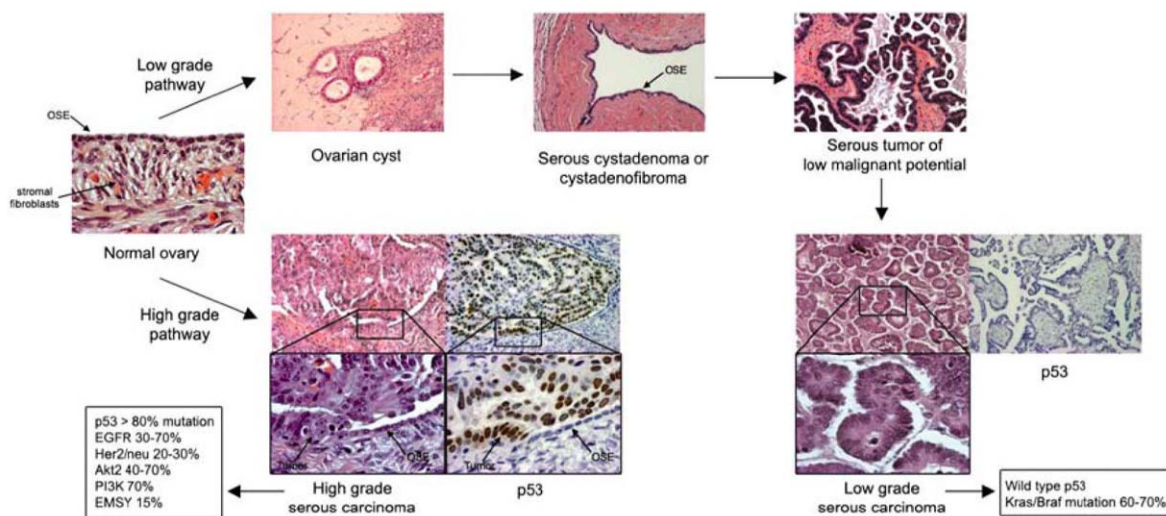 Low grade
pathway
OSE
stromal
fibroblasts
Normal ovary
High grade
pathway
Ovarian cyst
OSE
Serous cystadenoma or
cystadenofibroma
Serous tumor of
low malignant potential
p53 > 80% mutation
EGFR 30-70%
Her2/neu 20-30%
Akt2 40-70%
PI3K 70%
EMSY 15%
Tumor
OSE
High grade
serous carcinoma
Tumor
OSE
p53
p53
Low grade
serous carcinoma
Wild type p53
Kras/Braf mutation 60-70%